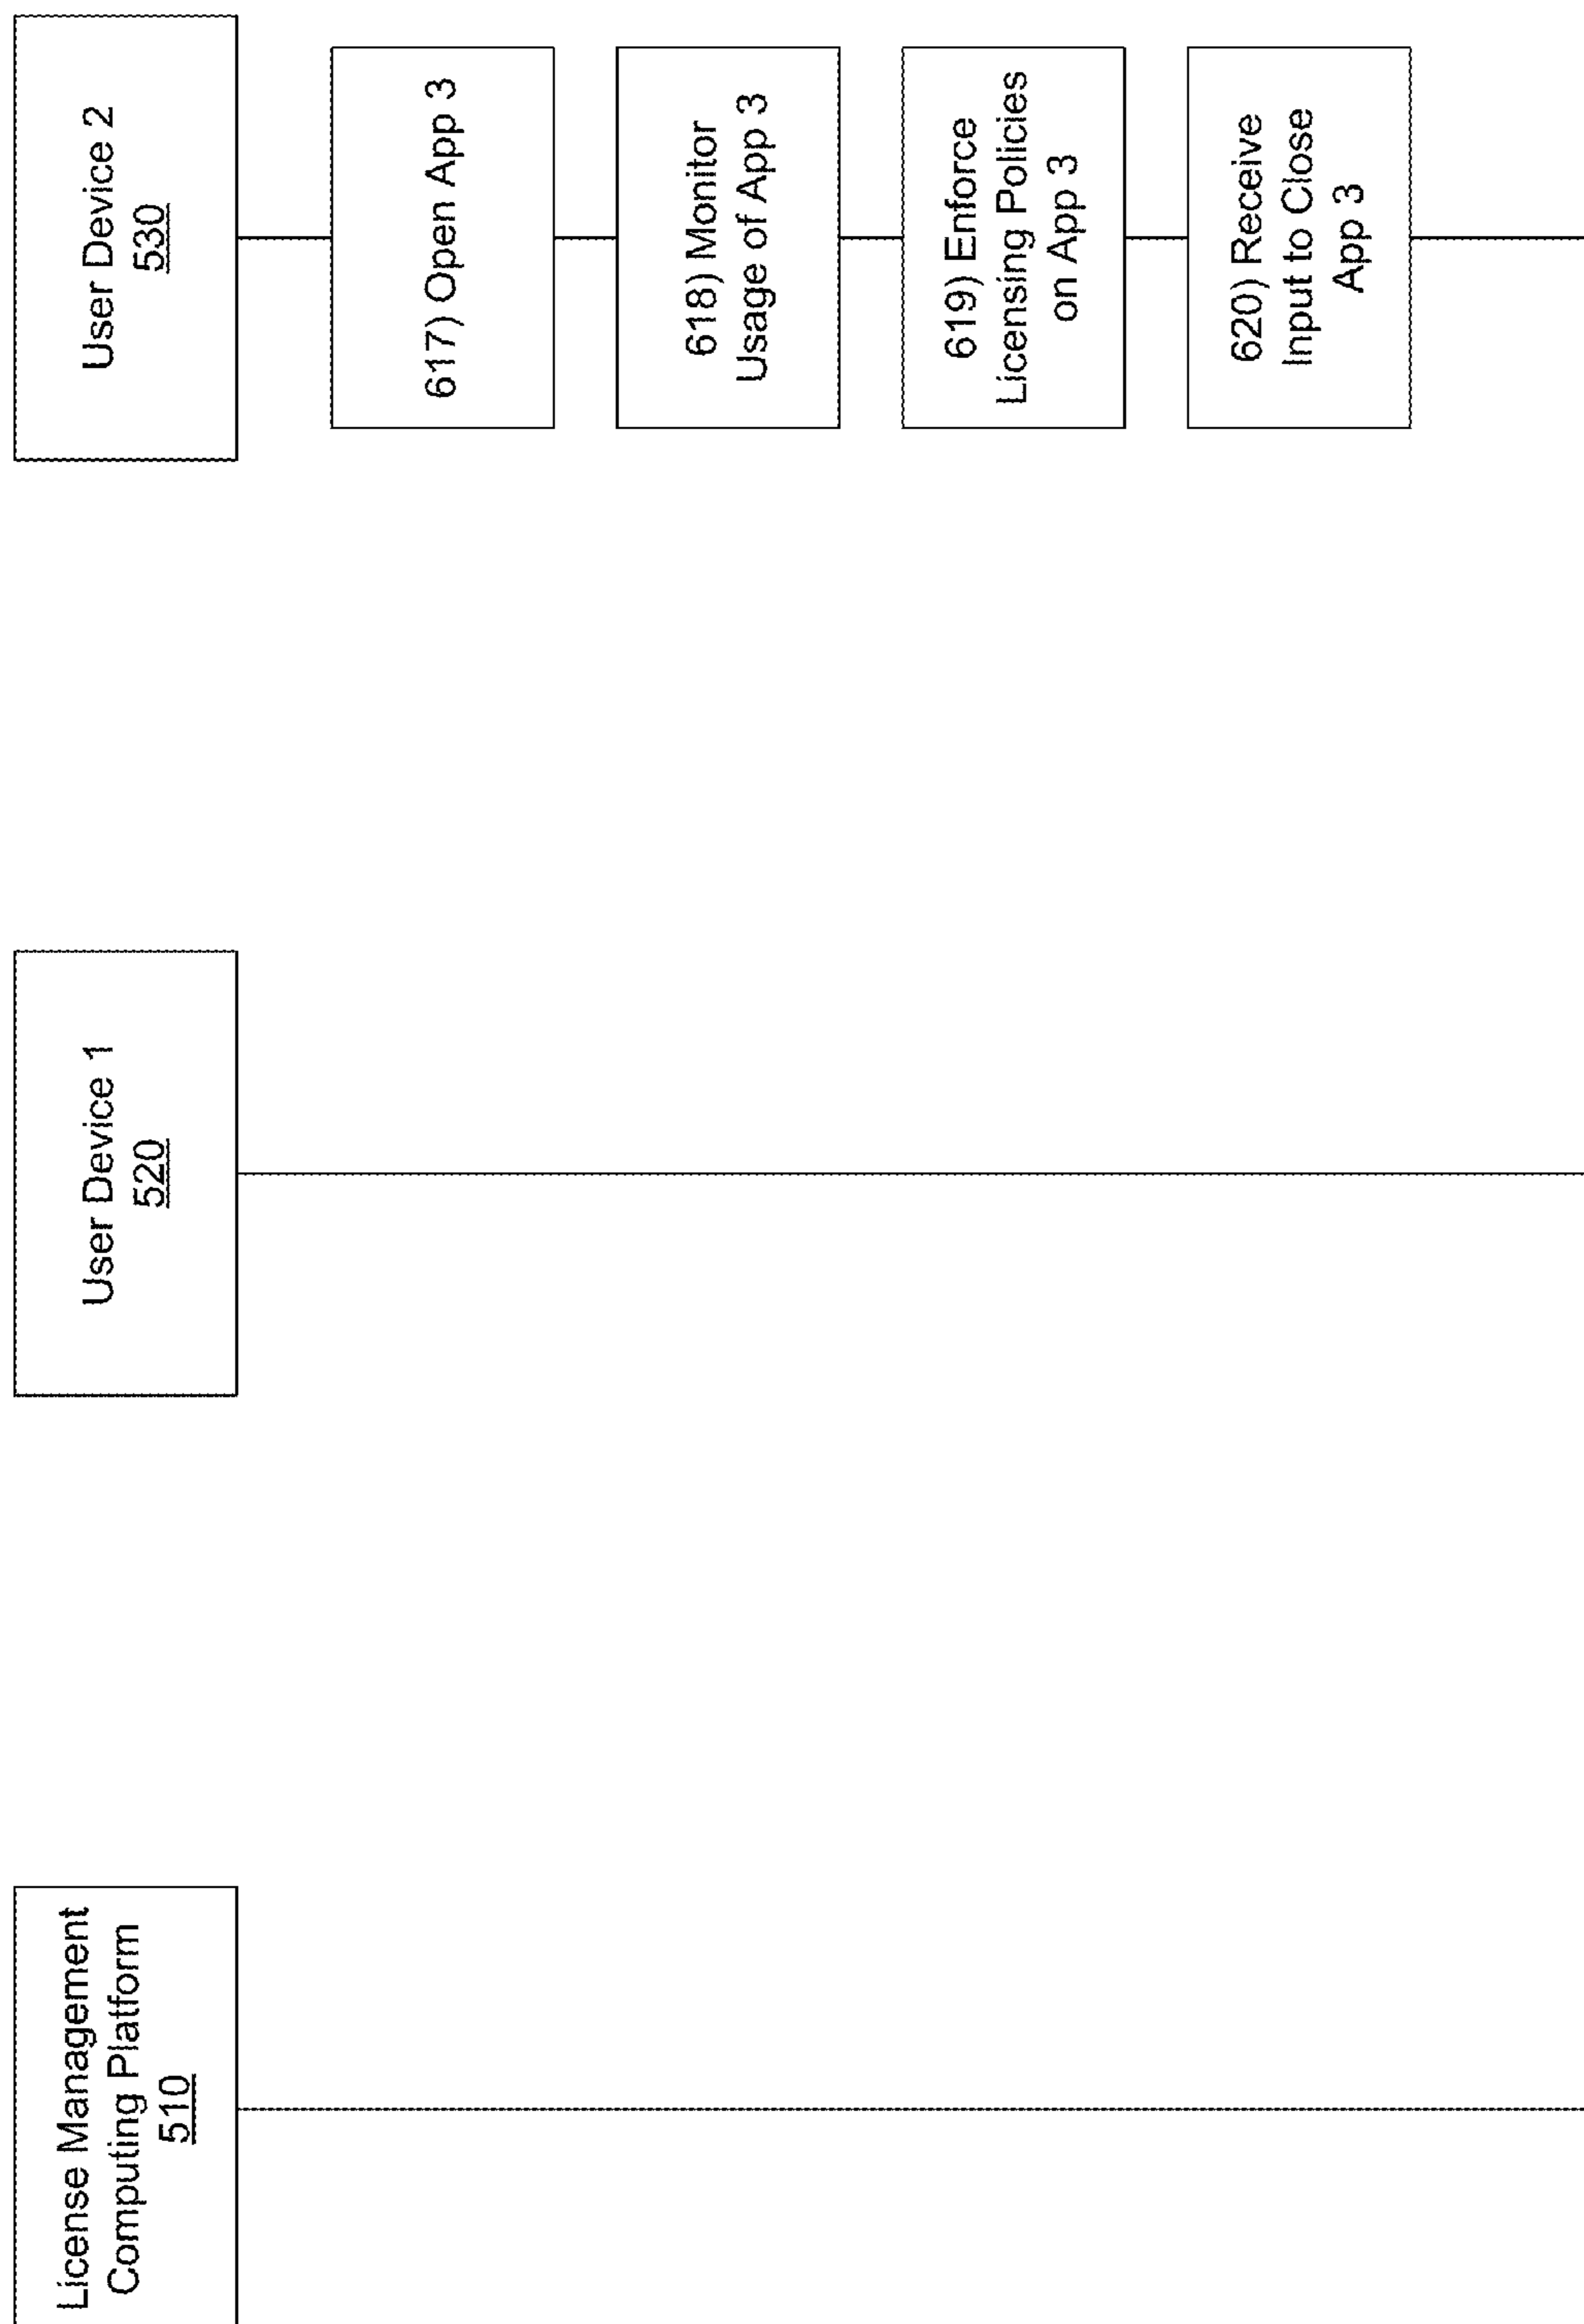 License Management
Computing Platform
510
User Device 1
520
User Device 2
530
617) Open App 3
618) Monitor
Usage of App 3
619) Enforce
Licensing Policies
on App 3
620) Receive
Input to Close
App 3